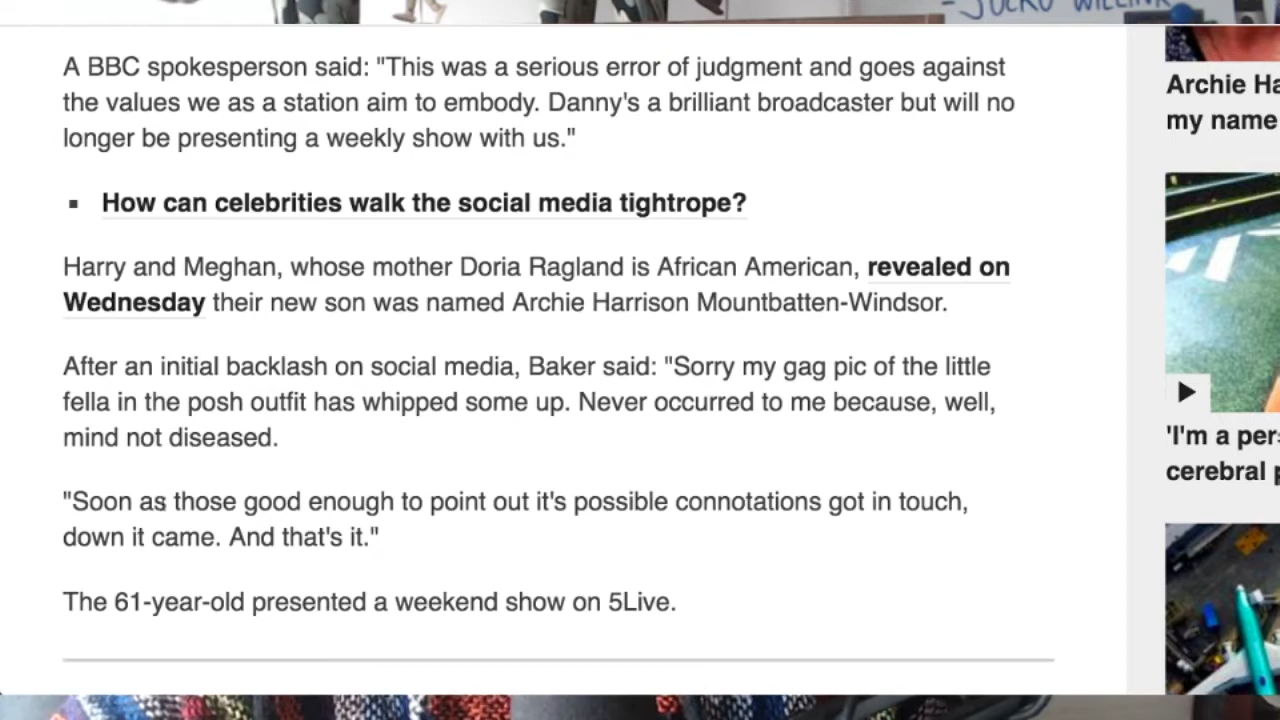 - JOCKO WILLINK
A BBC spokesperson said: "This was a serious error of judgment and goes against
the values we as a station aim to embody. Danny's a brilliant broadcaster but will no
longer be presenting a weekly show with us."
How can celebrities walk the social media tightrope?
Harry and Meghan, whose mother Doria Ragland is African American, revealed on
Wednesday their new son was named Archie Harrison Mountbatten-Windsor.
After an initial backlash on social media, Baker said: "Sorry my gag pic of the little
fella in the posh outfit has whipped some up. Never occurred to me because, well,
mind not diseased.
"Soon as those good enough to point out it's possible connotations got in touch,
down it came. And that's it."
The 61-year-old presented a weekend show on 5Live.
Archie Ha
my name
'I'm a per
cerebral p